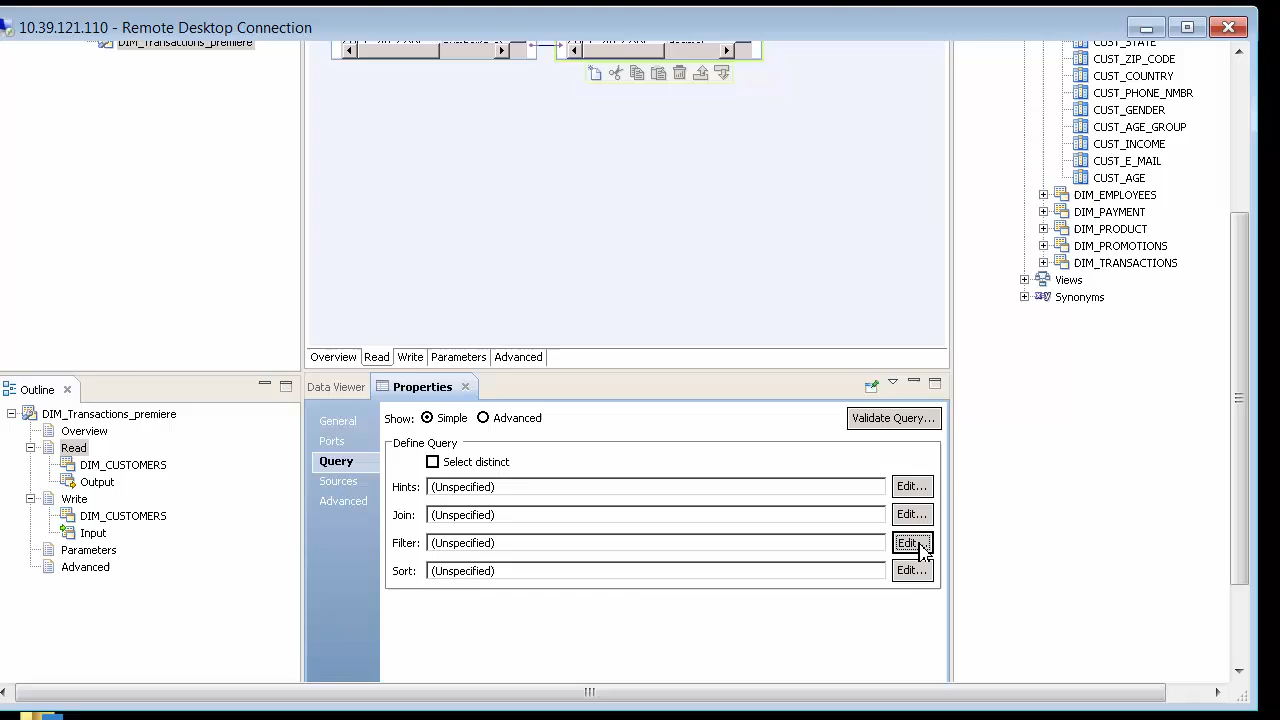 10.39.121.110 - Remote Desktop Connection
DIM_Transactions_premiere
CUST_STATE
CUST_ZIP_CODE
CUST_COUNTRY
CUST_PHONE_NMBR
CUST_GENDER
CUST_AGE_GROUP
CUST_INCOME
CUST_E_MAIL
CUST_AGE
DIM_EMPLOYEES
DIM_PAYMENT
DIM_PRODUCT
DIM_PROMOTIONS
DIM_TRANSACTIONS
Views
Synonyms
Overview Read Write Parameters Advanced
Outline
DIM_Transactions_premiere
Overview
Read
DIM_CUSTOMERS
Output
Write
DIM_CUSTOMERS
Input
Parameters
Advanced
Data Viewer Properties
General
Ports
Query
Sources
Advanced
Show: Simple Advanced Validate Query...
Define Query
Select distinct
Hints: (Unspecified) Edit...
Join: (Unspecified) Edit...
Filter: (Unspecified) Edit...
Sort: (Unspecified) Edit...